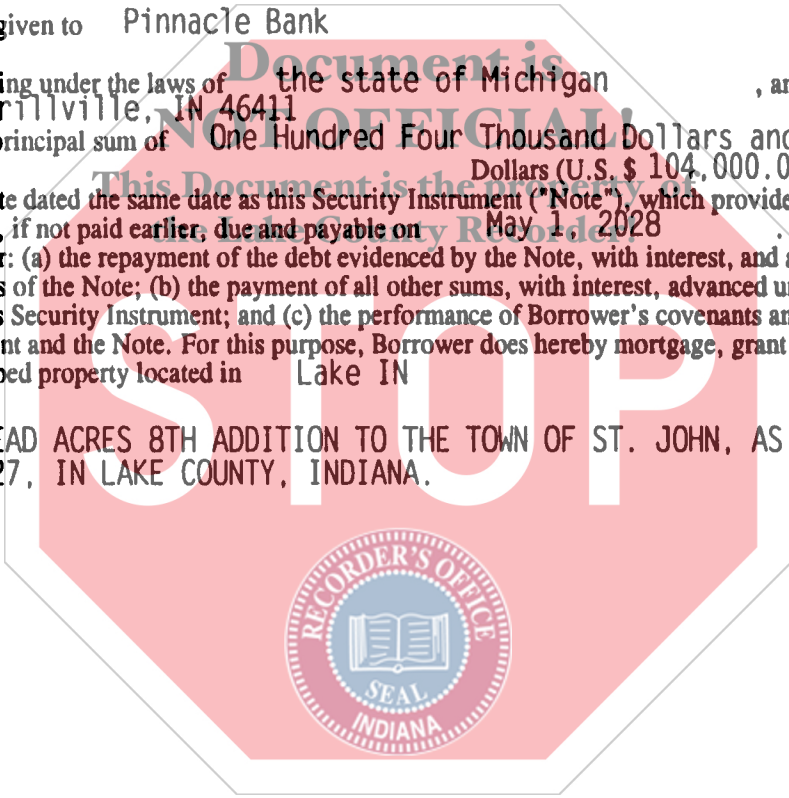 given to Pinnacle Bank
Document is
ing under the laws of the state of Michigan , an
rillville, IN 46411
NOT OFFICIAL!
principal sum of One Hundred Four Thousand Dollars and
Dollars (U.S. $ 104,000.0
This Document is the property of
te dated the same date as this Security Instrument ("Note"), which provide
the Lake County Recorder!
, if not paid earlier, due and payable on May 1, 2028 .
r: (a) the repayment of the debt evidenced by the Note, with interest, and a
s of the Note; (b) the payment of all other sums, with interest, advanced u
s Security Instrument; and (c) the performance of Borrower's covenants an
nt and the Note. For this purpose, Borrower does hereby mortgage, grant
bed property located in Lake IN
STOP
EAD ACRES 8TH ADDITION TO THE TOWN OF ST. JOHN, AS
27, IN LAKE COUNTY, INDIANA.
RECORDER'S OFFICE
SEAL
INDIANA